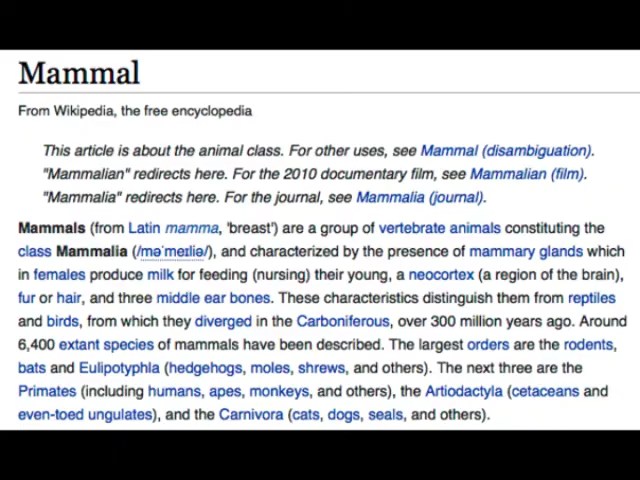 Mammal
From Wikipedia, the free encyclopedia
This article is about the animal class. For other uses, see Mammal (disambiguation).
"Mammalian" redirects here. For the 2010 documentary film, see Mammalian (film).
"Mammalia" redirects here. For the journal, see Mammalia (journal).
Mammals (from Latin mamma, 'breast') are a group of vertebrate animals constituting the
class Mammalia (/məˈmeɪliə/), and characterized by the presence of mammary glands which
in females produce milk for feeding (nursing) their young, a neocortex (a region of the brain),
fur or hair, and three middle ear bones. These characteristics distinguish them from reptiles
and birds, from which they diverged in the Carboniferous, over 300 million years ago. Around
6,400 extant species of mammals have been described. The largest orders are the rodents,
bats and Eulipotyphla (hedgehogs, moles, shrews, and others). The next three are the
Primates (including humans, apes, monkeys, and others), the Artiodactyla (cetaceans and
even-toed ungulates), and the Carnivora (cats, dogs, seals, and others).